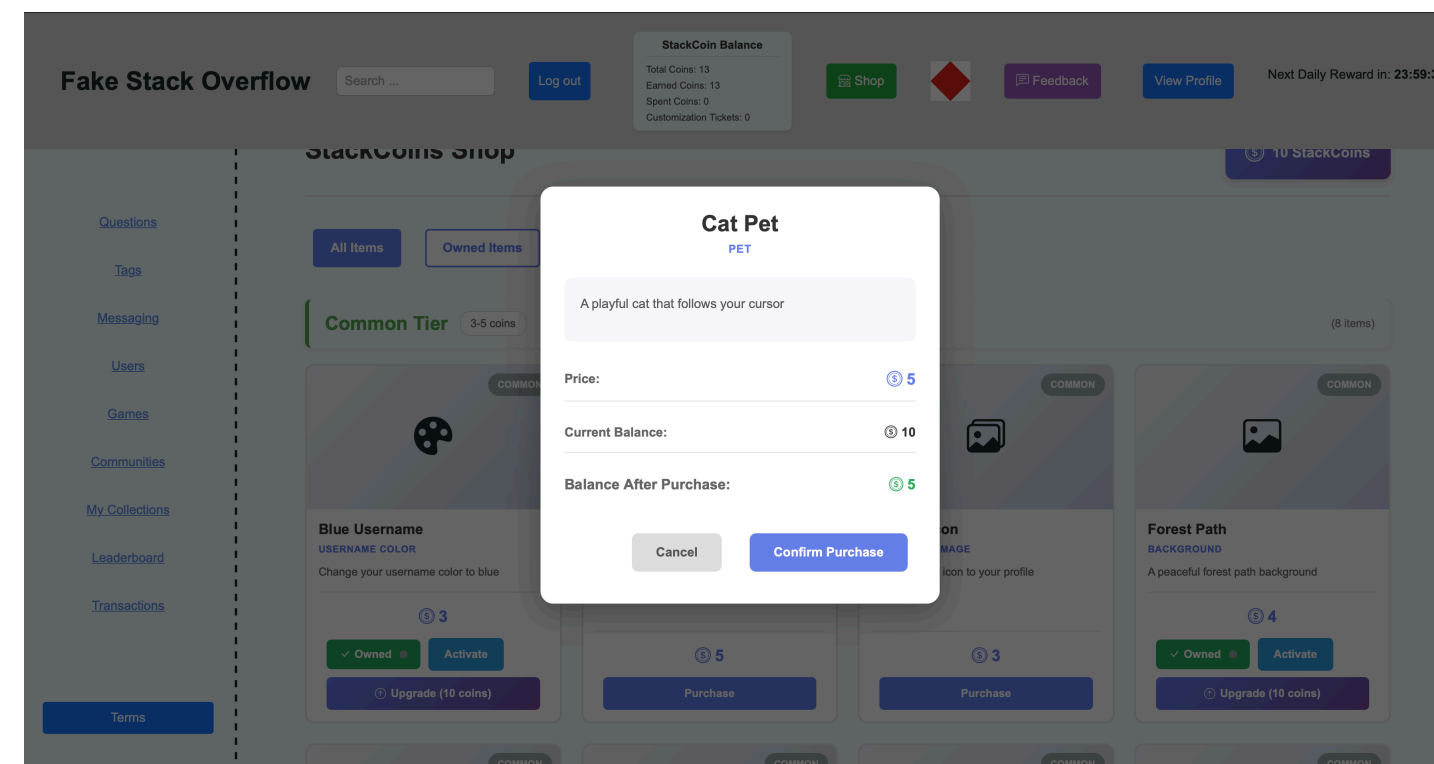 Fake Stack Overflow
Search ...
Log out
StackCoin Balance
Total Coins: 13
Earned Coins: 13
Spent Coins: 0
Customization Tickets: 0
Shop
Feedback
View Profile
Next Daily Reward in: 23:59:
StackCoins Shop
10 StackCoins
Questions
Tags
Messaging
Users
Games
Communities
My Collections
Leaderboard
Transactions
Terms
All Items
Owned Items
Common Tier
3-5 coins
(8 items)
Cat Pet
PET
A playful cat that follows your cursor
Price:
5
Current Balance:
10
Balance After Purchase:
5
Cancel
Confirm Purchase
COMMON
Blue Username
USERNAME COLOR
Change your username color to blue
3
Owned
Activate
Upgrade (10 coins)
5
Purchase
COMMON
icon to your profile
3
Purchase
COMMON
Forest Path
BACKGROUND
A peaceful forest path background
4
Owned
Activate
Upgrade (10 coins)
COMMON
COMMON
COMMON
COMMON